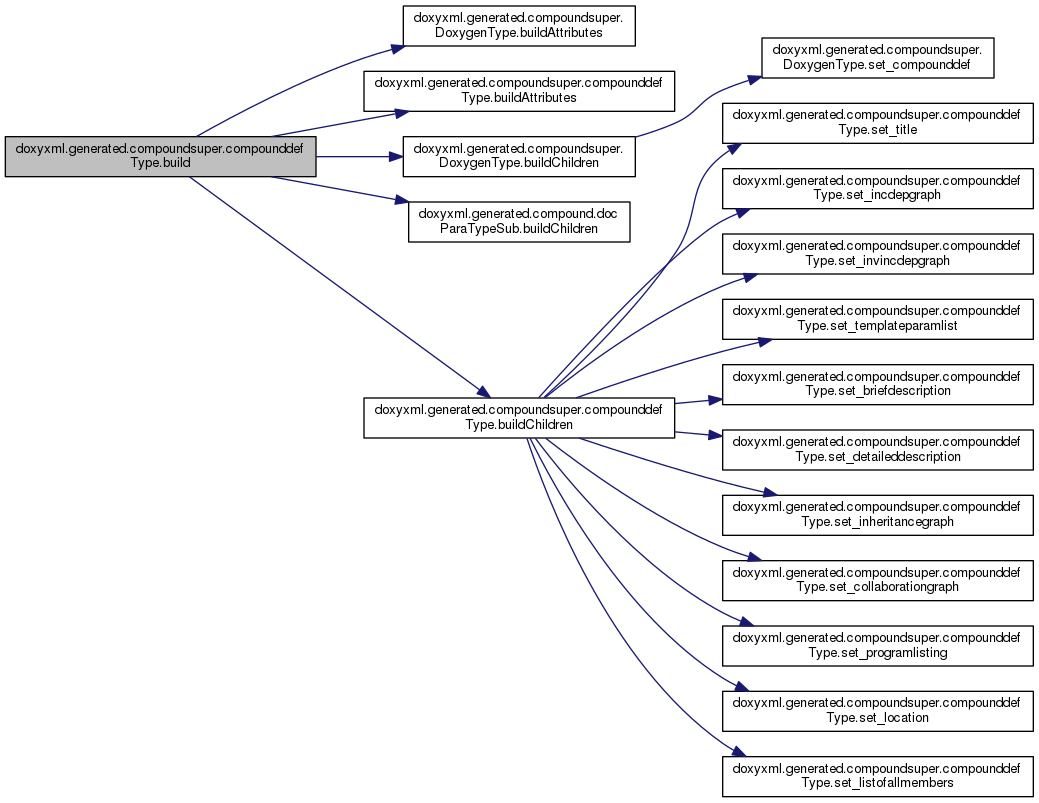 doxyxml.generated.compoundsuper.compounddef
Type.build
doxyxml.generated.compoundsuper.
DoxygenType.buildAttributes
doxyxml.generated.compoundsuper.compounddef
Type.buildAttributes
doxyxml.generated.compoundsuper.
DoxygenType.buildChildren
doxyxml.generated.compound.doc
ParaTypeSub.buildChildren
doxyxml.generated.compoundsuper.compounddef
Type.buildChildren
doxyxml.generated.compoundsuper.
DoxygenType.set_compounddef
doxyxml.generated.compoundsuper.compounddef
Type.set_title
doxyxml.generated.compoundsuper.compounddef
Type.set_incdepgraph
doxyxml.generated.compoundsuper.compounddef
Type.set_invincdepgraph
doxyxml.generated.compoundsuper.compounddef
Type.set_templateparamlist
doxyxml.generated.compoundsuper.compounddef
Type.set_briefdescription
doxyxml.generated.compoundsuper.compounddef
Type.set_detaileddescription
doxyxml.generated.compoundsuper.compounddef
Type.set_inheritancegraph
doxyxml.generated.compoundsuper.compounddef
Type.set_collaborationgraph
doxyxml.generated.compoundsuper.compounddef
Type.set_programlisting
doxyxml.generated.compoundsuper.compounddef
Type.set_location
doxyxml.generated.compoundsuper.compounddef
Type.set_listofallmembers